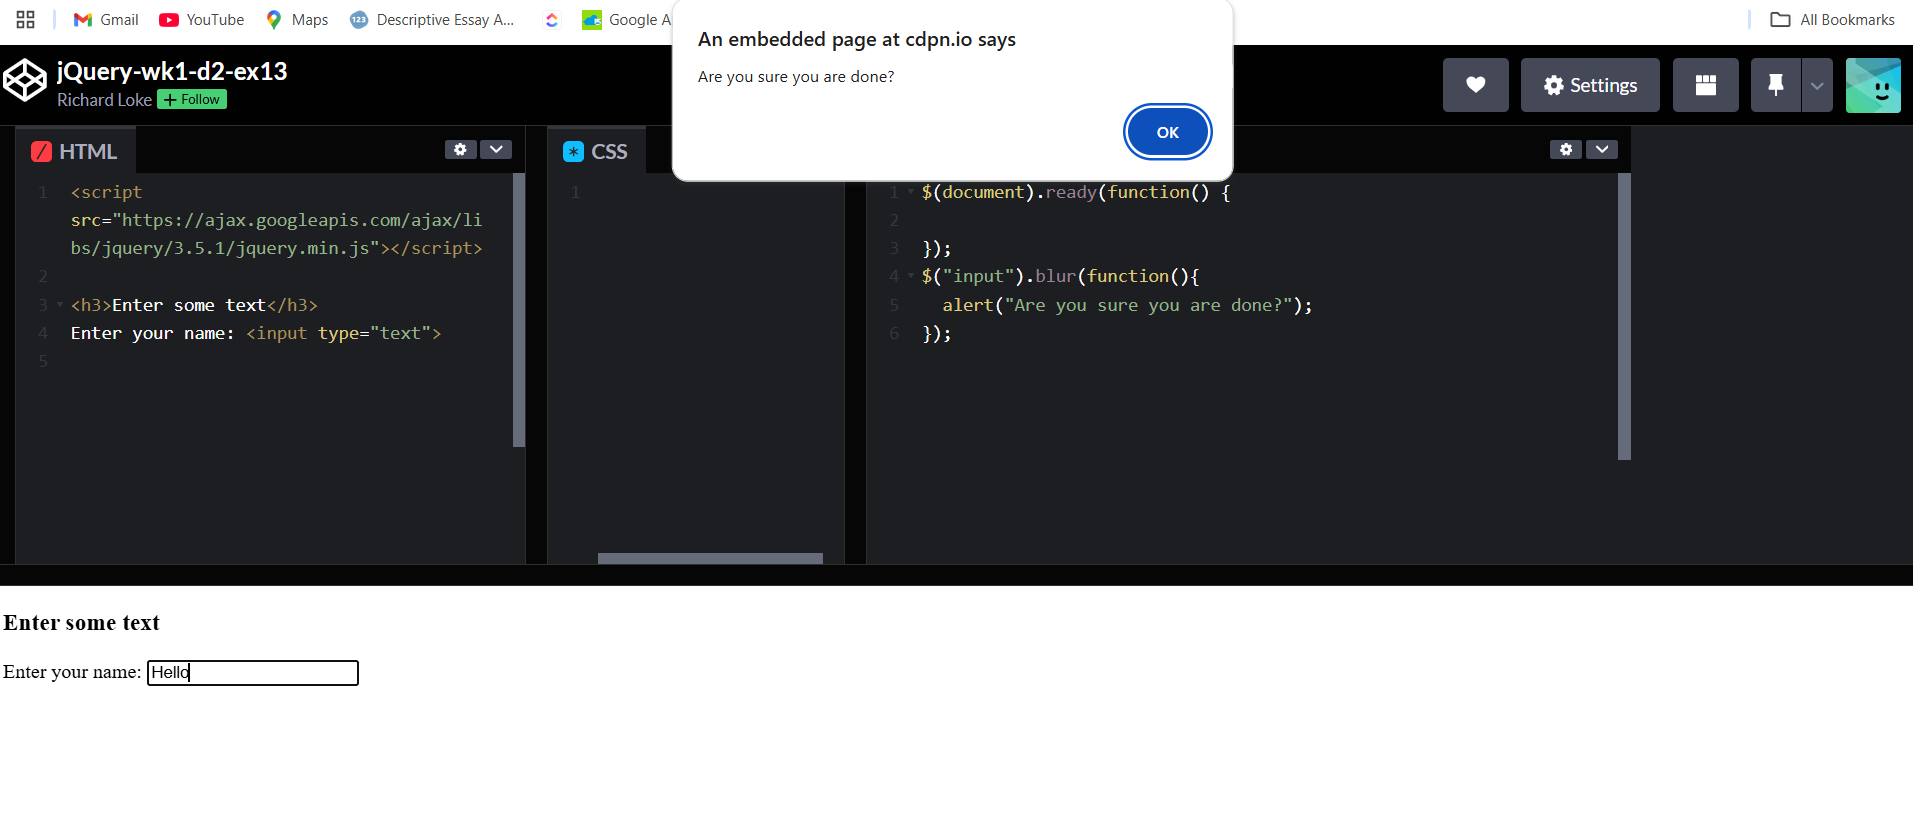 Gmail
YouTube
Maps
123
Descriptive Essay A...
Google A
All Bookmarks
An embedded page at cdpn.io says
Are you sure you are done?
OK
jQuery-wk1-d2-ex13
Richard Loke
+ Follow
Settings
/ HTML
* CSS
1 <script
src="https://ajax.googleapis.com/ajax/li
bs/jquery/3.5.1/jquery.min.js"></script>
2
3 <h3>Enter some text</h3>
4 Enter your name: <input type="text">
5
1
1 $(document).ready(function() {
2
3 });
4 $("input").blur(function(){
5 alert("Are you sure you are done?");
6 });
Enter some text
Enter your name: Hello